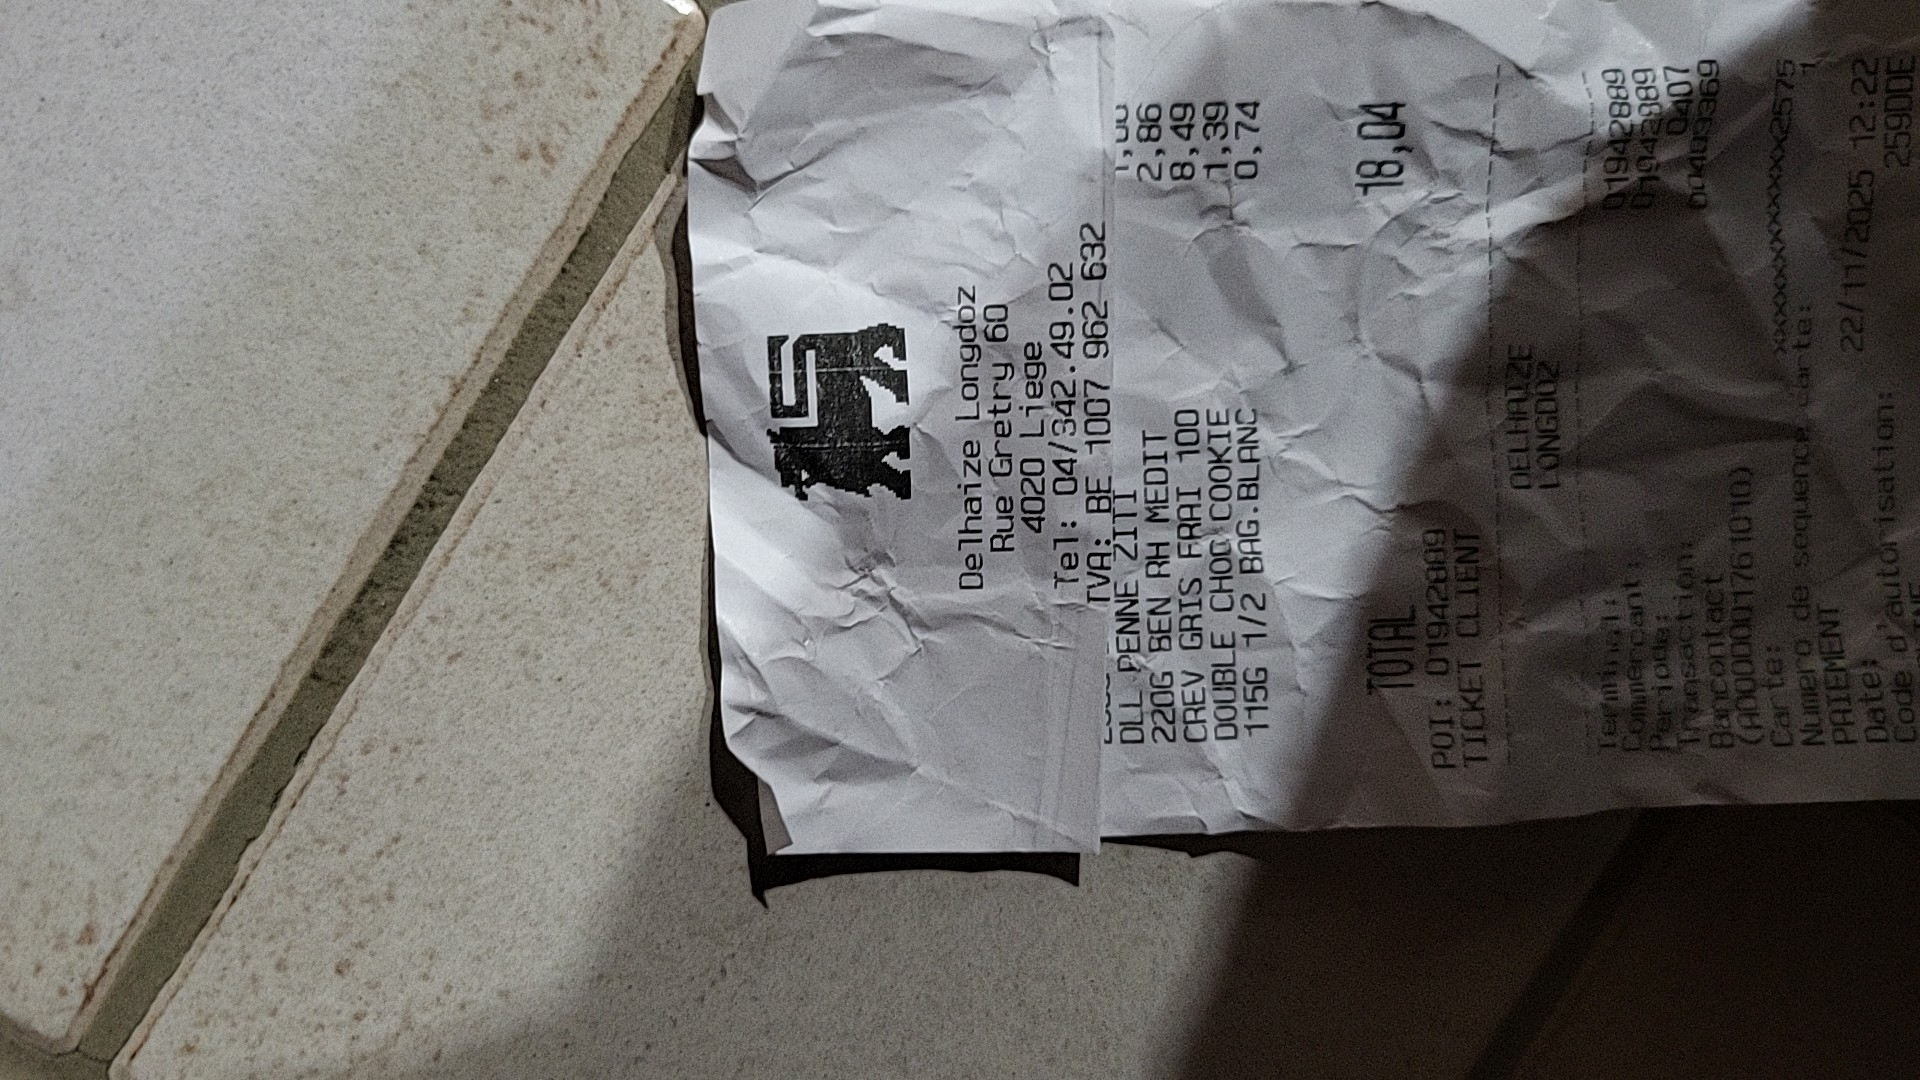 Delhaize Longdoz
Rue Gretry 60
4020 Liege
Tel: 04/342.49.02
TVA: BE 1007 962 632
DLL PENNE ZITI
220G BEN RH MEDIT 2,86
CREV GRIS FRAI 100 8,49
DOUBLE CHOC COOKIE 1,39
115G 1/2 BAG.BLANC 0,74
TOTAL 18,04
POI: 01942889
TICKET CLIENT
DELHAIZE
LONGDOZ
Terminal: 01942889
Commercant: 01942889
Periode: 0407
Transaction:
Bancontact
(A0000001761010)
Carte: xxxxxxxxxxxxx2575
Numero de sequence carte: 1
PAIEMENT
Date: 22/11/2025 12:22
Code d'autorisation: 259DDE